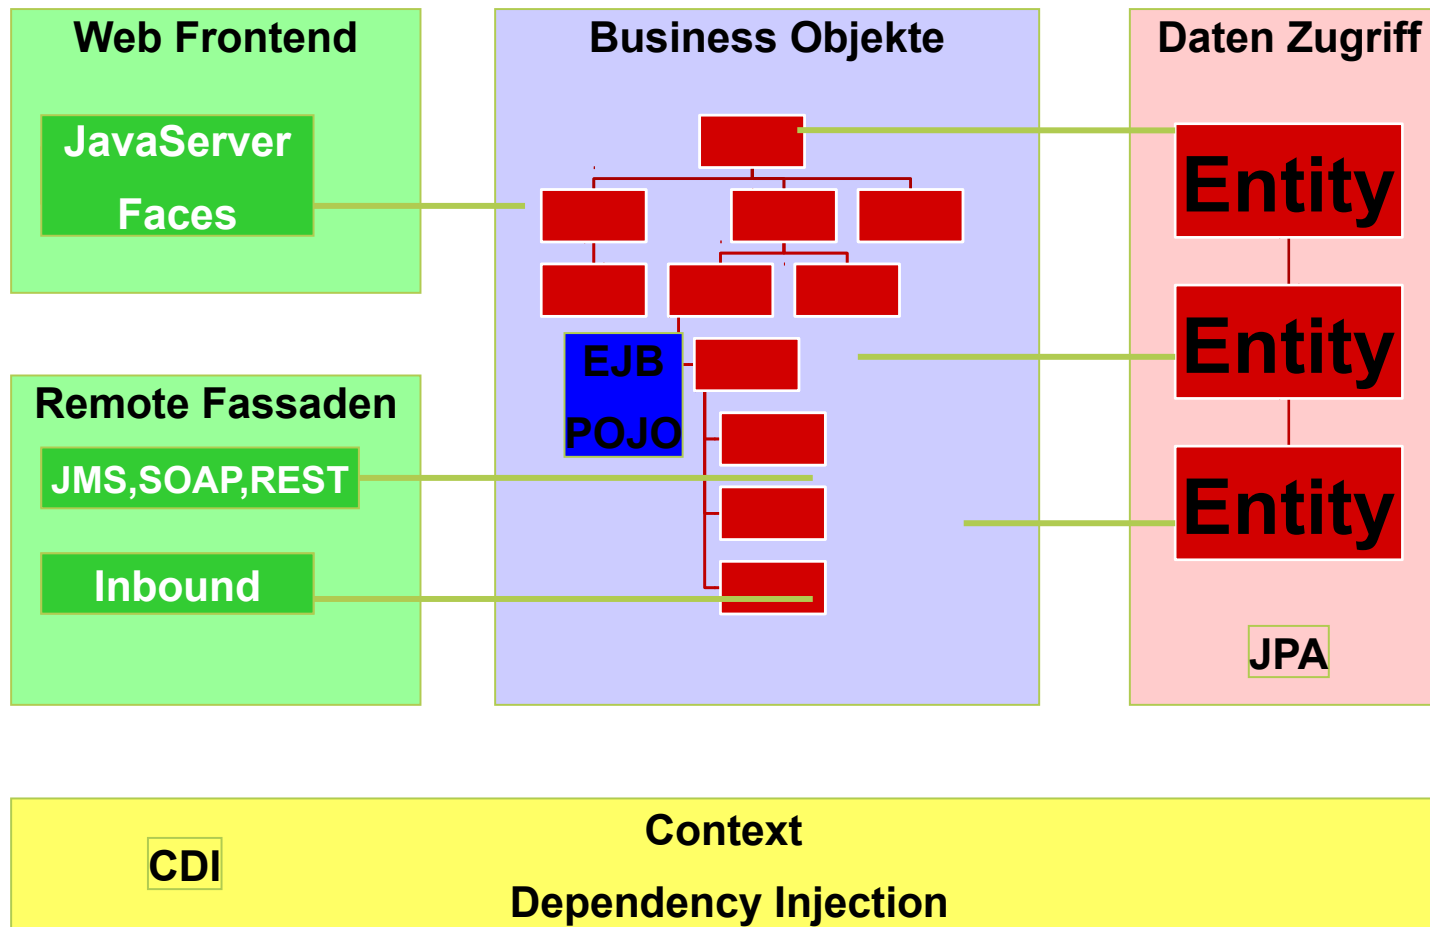 Web Frontend
JavaServer
Faces
Remote Fassaden
JMS,SOAP,REST
Inbound
Business Objekte
EJB
POJO
Daten Zugriff
Entity
Entity
Entity
JPA
CDI
Context
Dependency Injection